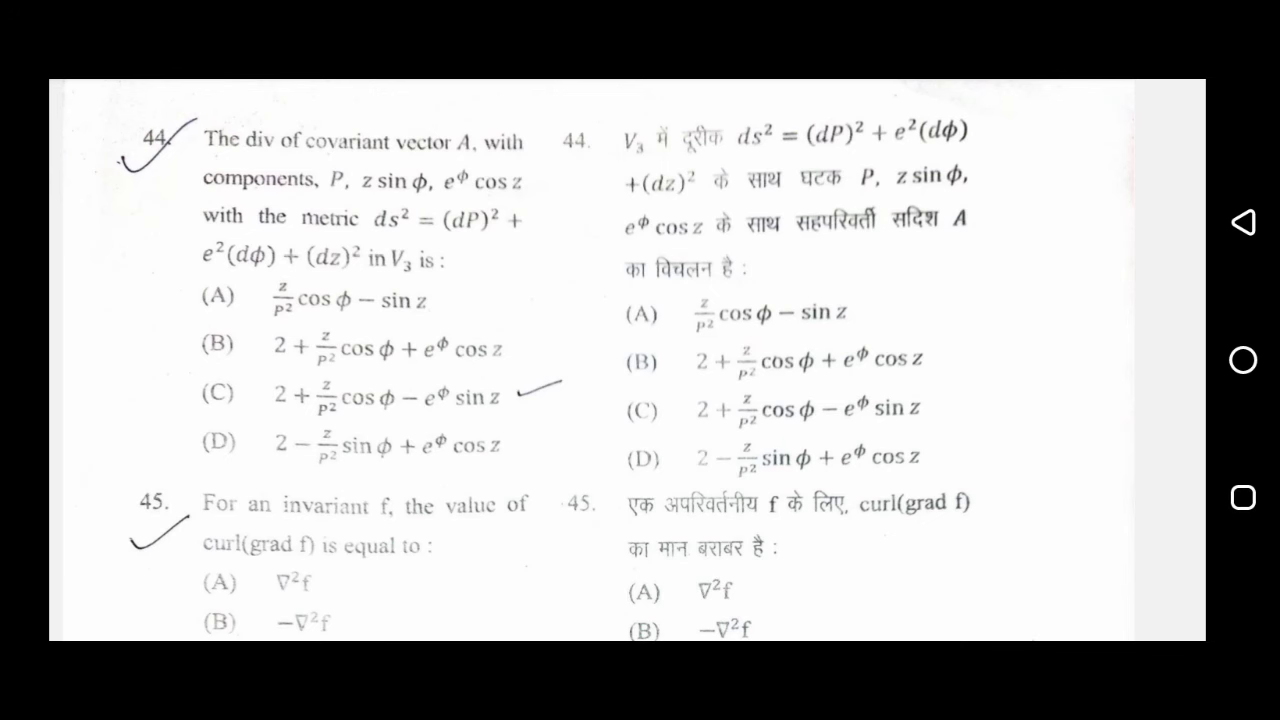 44. The div of covariant vector A, with
components, P, z sin ϕ, e^ϕ cos z
with the metric ds² = (dP)² +
e²(dϕ) + (dz)² in V₃ is :
(A) z/P² cos ϕ − sin z
(B) 2 + z/P² cos ϕ + e^ϕ cos z
(C) 2 + z/P² cos ϕ − e^ϕ sin z
(D) 2 − z/P² sin ϕ + e^ϕ cos z
45. For an invariant f, the value of
curl(grad f) is equal to :
(A) ∇²f
(B) −∇²f
44. V₃ में दूरीक ds² = (dP)² + e²(dϕ)
+(dz)² के साथ घटक P, z sin ϕ,
e^ϕ cos z के साथ सहपरिवर्ती सदिश A
का विचलन है :
(A) z/P² cos ϕ − sin z
(B) 2 + z/P² cos ϕ + e^ϕ cos z
(C) 2 + z/P² cos ϕ − e^ϕ sin z
(D) 2 − z/P² sin ϕ + e^ϕ cos z
45. एक अपरिवर्तनीय f के लिए, curl(grad f)
का मान बराबर है :
(A) ∇²f
(B) −∇²f